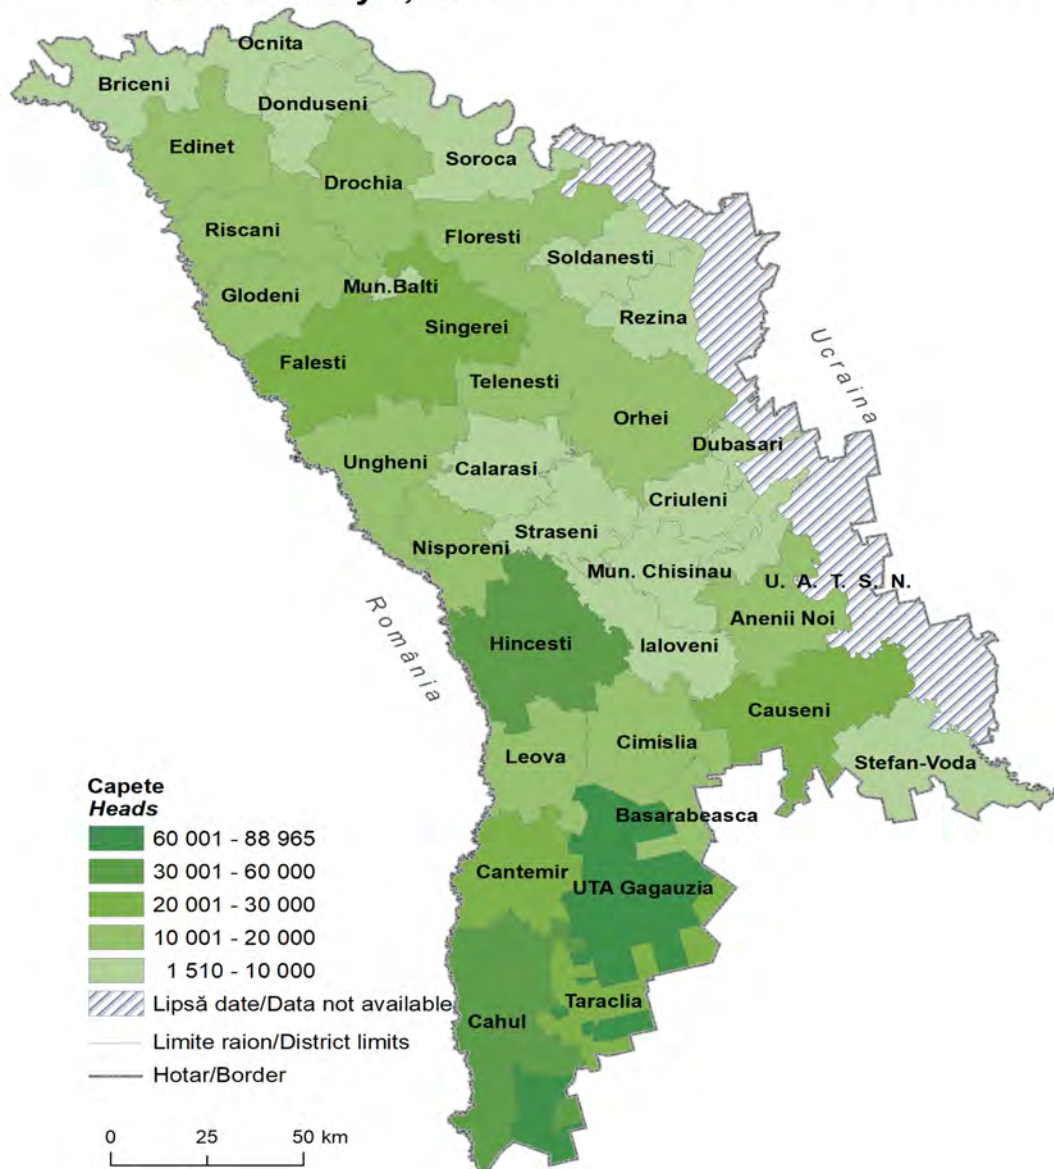 Ocnita
Briceni
Donduseni
Edinet
Soroca
Drochia
Riscani
Floresti
Soldanesti
Mun.Balti
Glodeni
Rezina
Singerei
Ucraina
Falesti
Telenesti
Orhei
Dubasari
Ungheni
Calarasi
Criuleni
Straseni
Nisporeni
Mun. Chisinau
U. A. T. S. N.
Anenii Noi
România
Hincesti
Ialoveni
Causeni
Cimislia
Leova
Stefan-Voda
Basarabeasca
Cantemir
UTA Gagauzia
Taraclia
Cahul
Capete
Heads
60 001 - 88 965
30 001 - 60 000
20 001 - 30 000
10 001 - 20 000
1 510 - 10 000
Lipsă date/Data not available
Limite raion/District limits
Hotar/Border
0 25 50 km